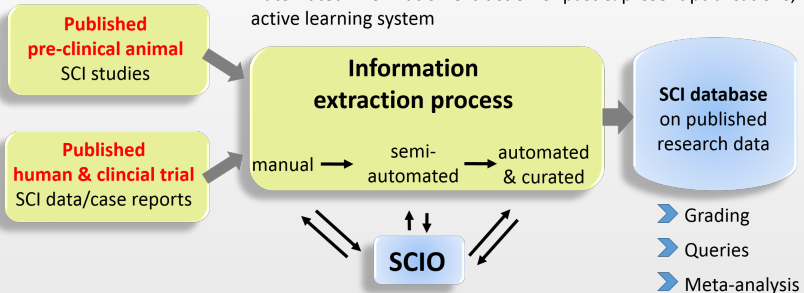 active learning system
Published
pre-clinical animal
SCI studies
Published
human & clincial trial
SCI data/case reports
Information
extraction process
manual
semi-
automated
automated
& curated
SCIO
SCI database
on published
research data
Grading
Queries
Meta-analysis